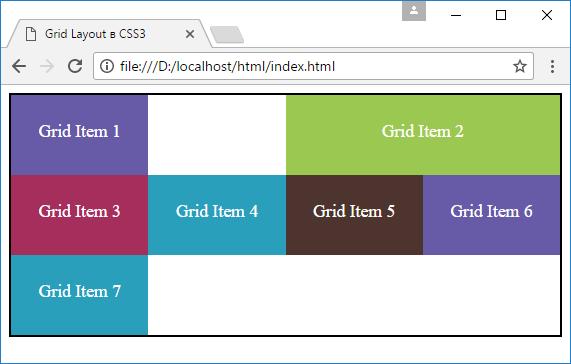 Grid Layout в CSS3
file:///D:/localhost/html/index.html
Grid Item 1
Grid Item 2
Grid Item 3
Grid Item 4
Grid Item 5
Grid Item 6
Grid Item 7